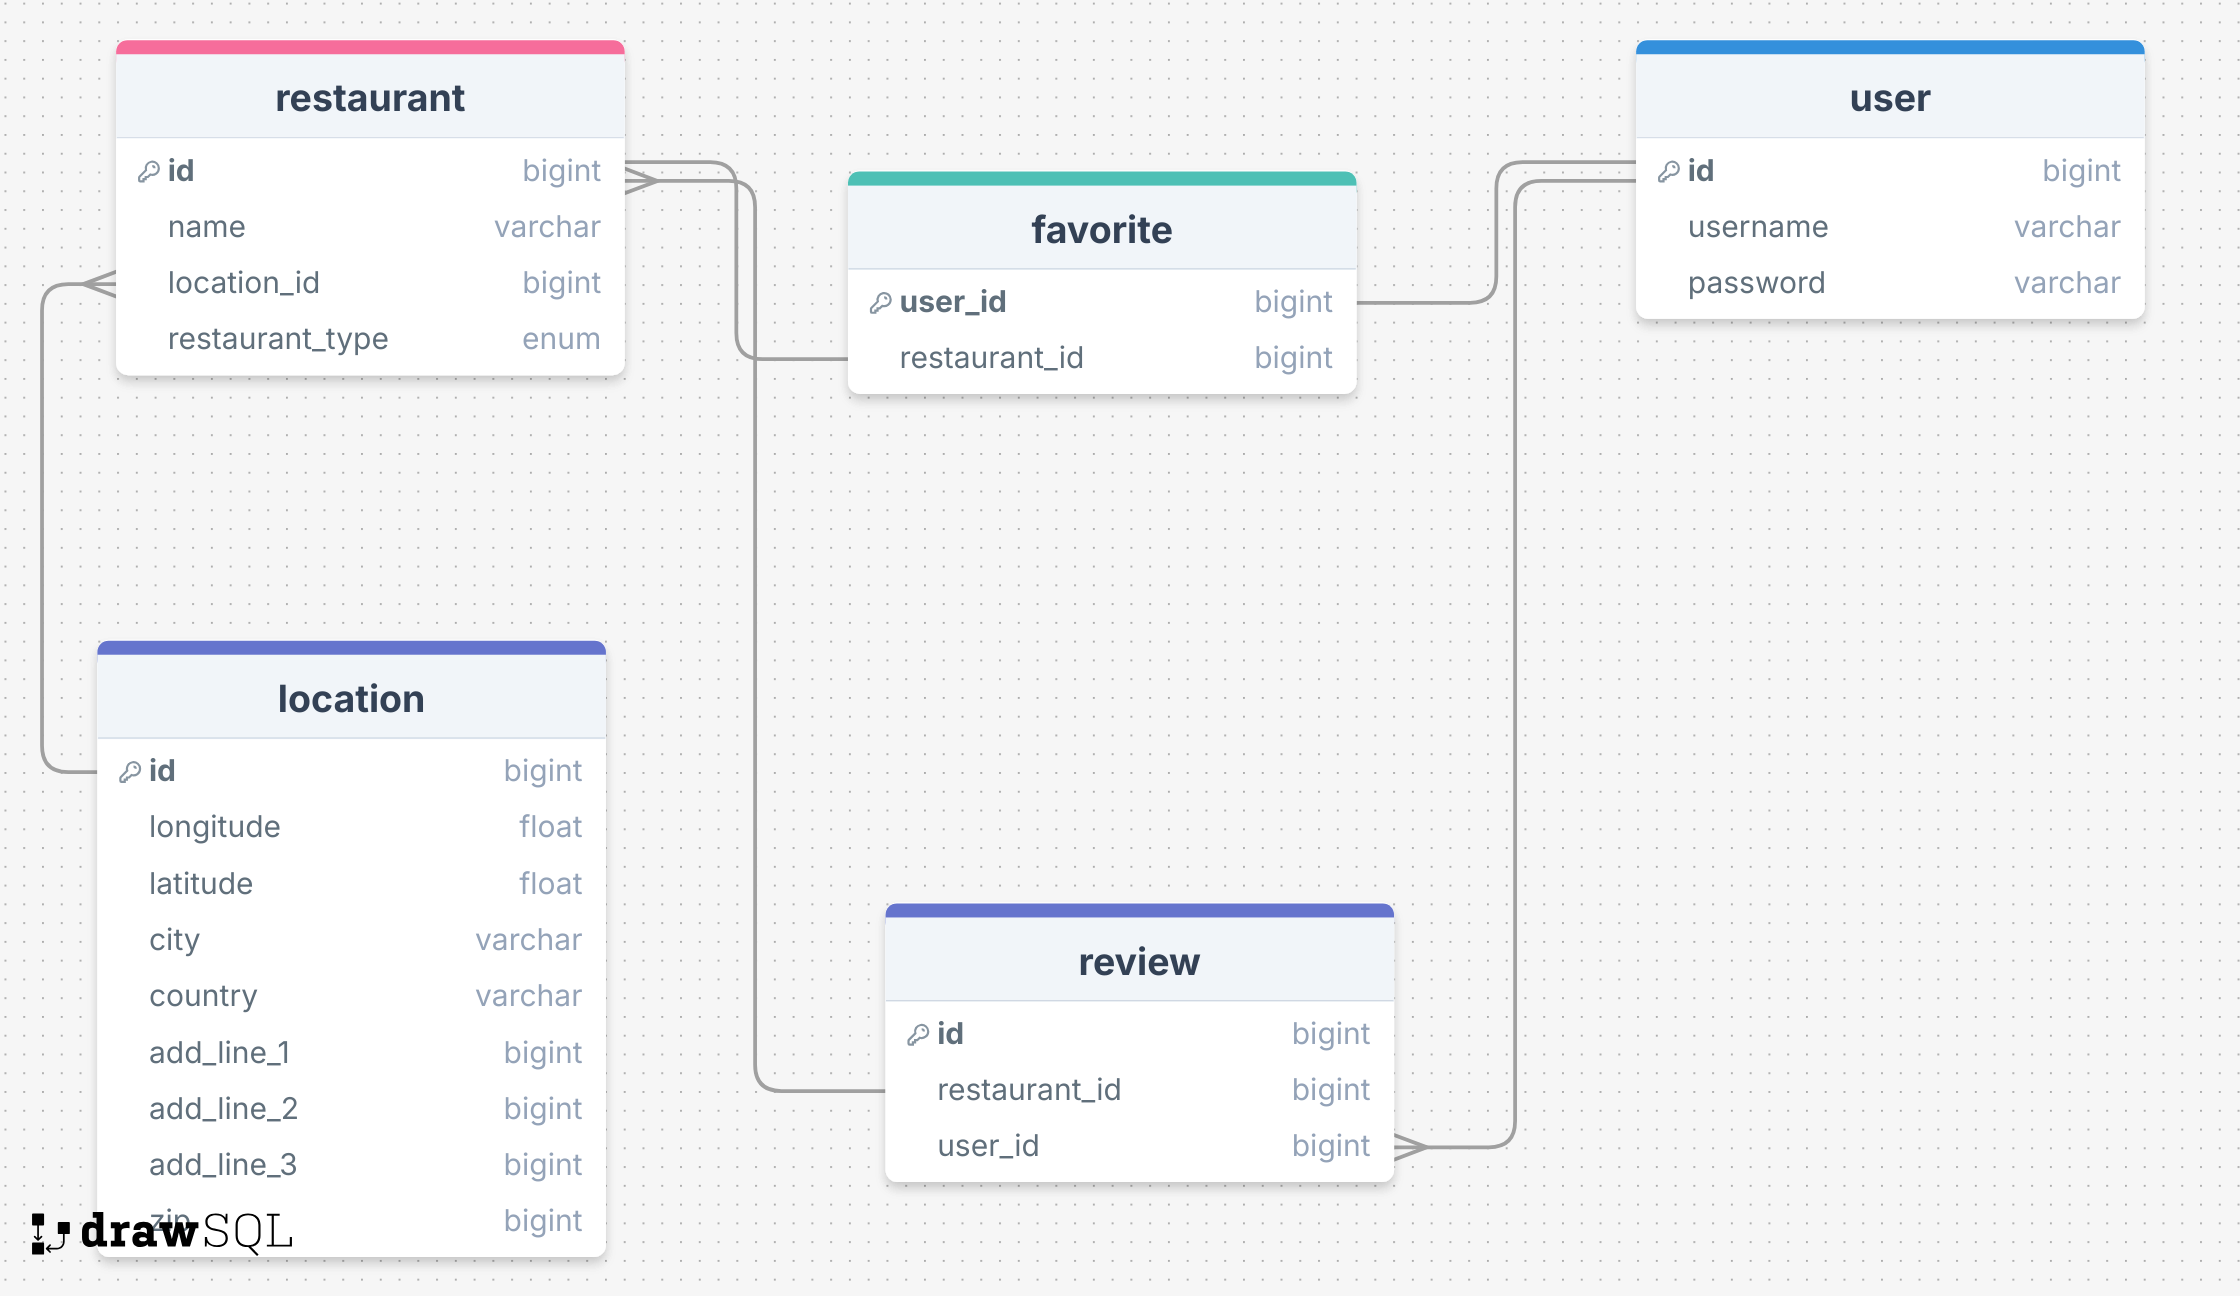 restaurant
id bigint
name varchar
location_id bigint
restaurant_type enum
favorite
user_id bigint
restaurant_id bigint
user
id bigint
username varchar
password varchar
location
id bigint
longitude float
latitude float
city varchar
country varchar
add_line_1 bigint
add_line_2 bigint
add_line_3 bigint
zip bigint
review
id bigint
restaurant_id bigint
user_id bigint
drawSQL